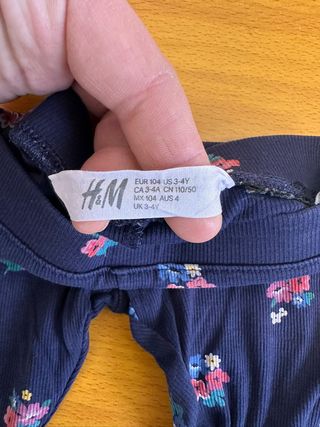 H&M
EUR 104 US 3-4Y
CA 3-4A CN 110/50
MX 104 AUS 4
UK 3-4Y